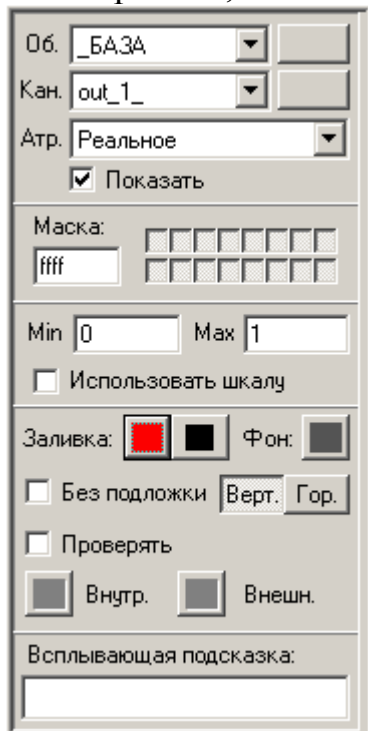 Об. _БАЗА
Кан. out_1_
Атр. Реальное
Показать
Маска:
ffff
Min 0 Max 1
Использовать шкалу
Заливка: Фон:
Без подложки Верт. Гор.
Проверять
Внутр. Внешн.
Всплывающая подсказка: